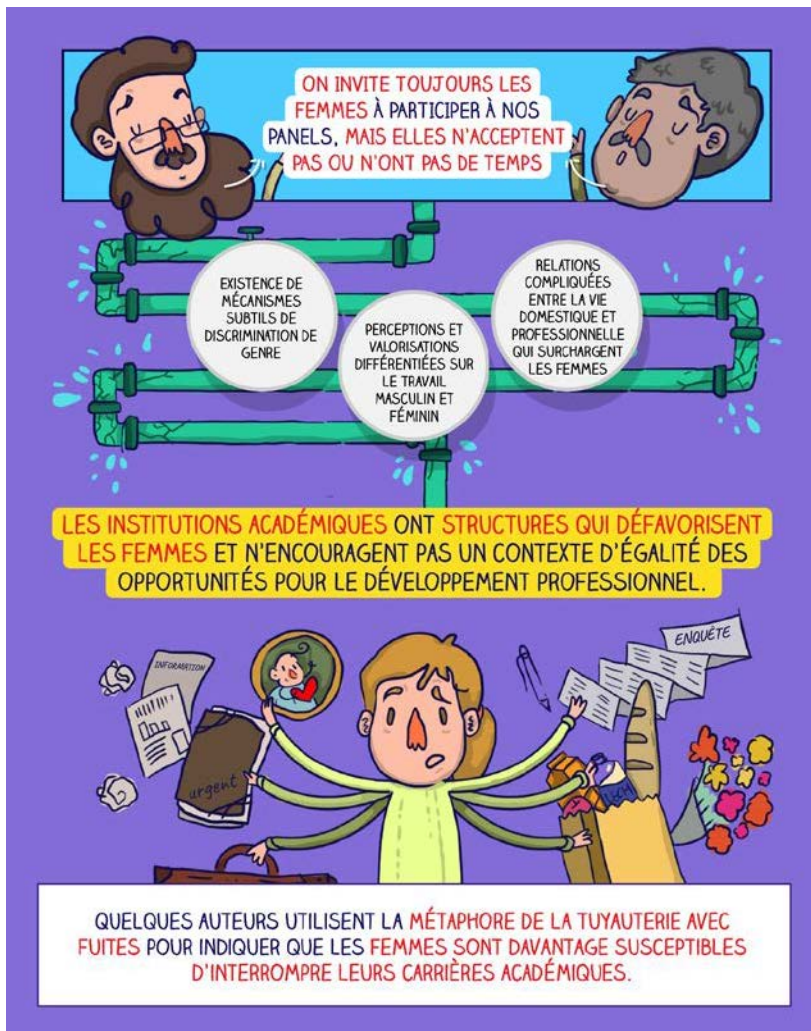 ON INVITE TOUJOURS LES
FEMMES À PARTICIPER À NOS
PANELS, MAIS ELLES N'ACCEPTENT
PAS OU N'ONT PAS DE TEMPS
EXISTENCE DE
MÉCANISMES
SUBTILS DE
DISCRIMINATION DE
GENRE
PERCEPTIONS ET
VALORISATIONS
DIFFÉRENTIÉES SUR
LE TRAVAIL
MASCULIN ET
FÉMININ
RELATIONS
COMPLIQUÉES
ENTRE LA VIE
DOMESTIQUE ET
PROFESSIONNELLE
QUI SURCHARGENT
LES FEMMES
LES INSTITUTIONS ACADÉMIQUES ONT STRUCTURES QUI DÉFAVORISENT
LES FEMMES ET N'ENCOURAGENT PAS UN CONTEXTE D'ÉGALITÉ DES
OPPORTUNITÉS POUR LE DÉVELOPPEMENT PROFESSIONNEL.
INFORMATION
urgent
ENQUÊTE
LECH
QUELQUES AUTEURS UTILISENT LA MÉTAPHORE DE LA TUYAUTERIE AVEC
FUITES POUR INDIQUER QUE LES FEMMES SONT DAVANTAGE SUSCEPTIBLES
D'INTERROMPRE LEURS CARRIÈRES ACADÉMIQUES.